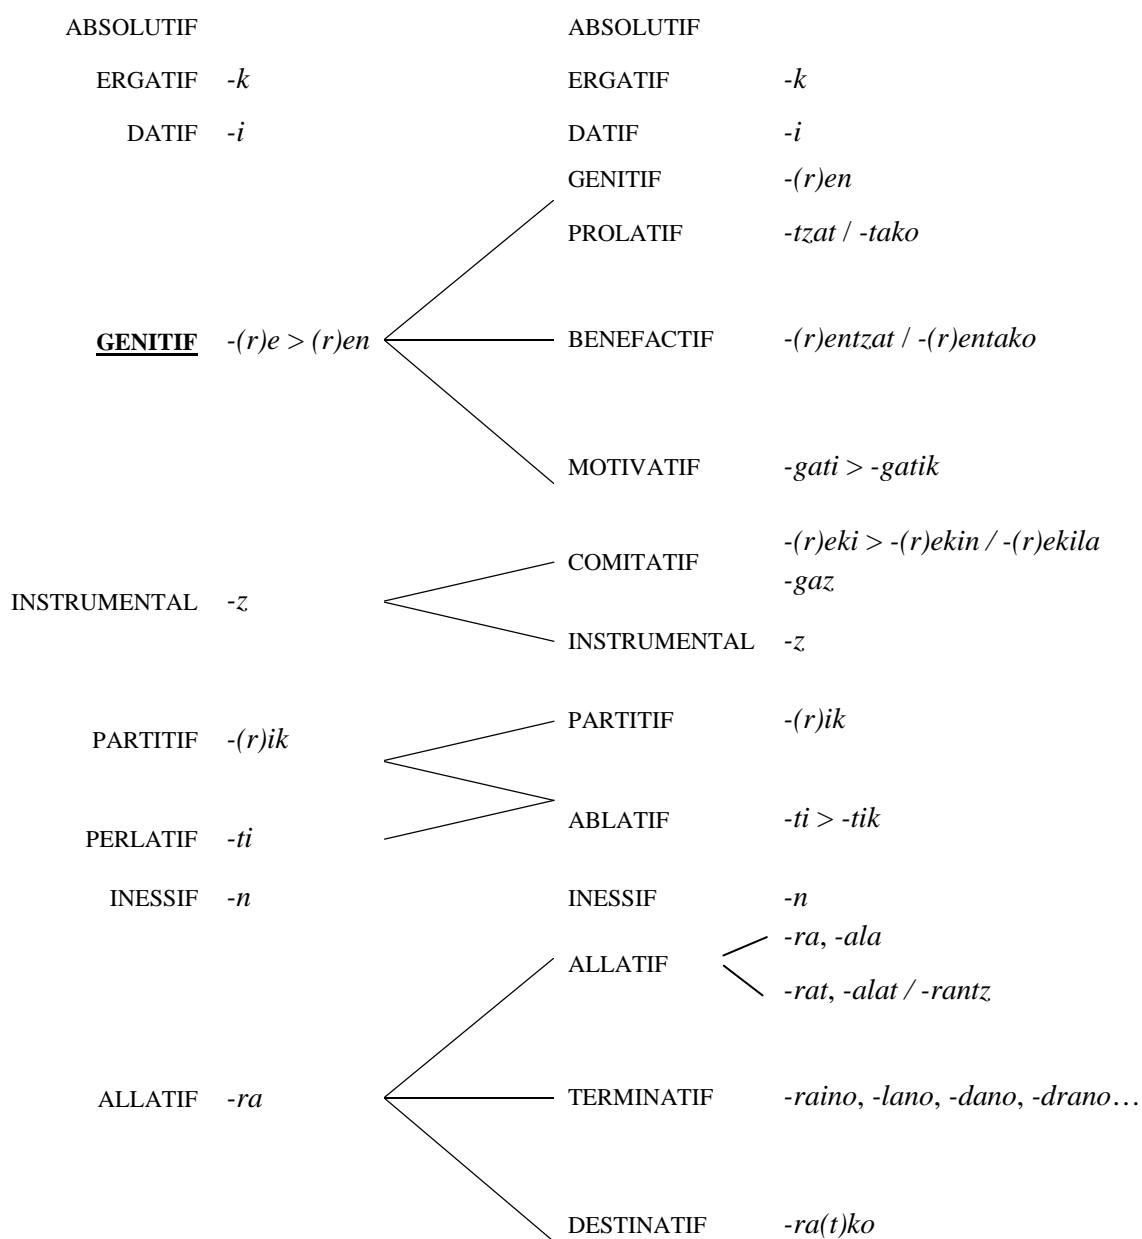 ABSOLUTIF ABSOLUTIF
ERGATIF -k ERGATIF -k
DATIF -i DATIF -i
GENITIF -(r)en
PROLATIF -tzat / -tako
GENITIF -(r)e > (r)en BENEFACTIF -(r)entzat / -(r)entako
MOTIVATIF -gati > -gatik
-(r)eki > -(r)ekin / -(r)ekila
COMITATIF
-gaz
INSTRUMENTAL -z
INSTRUMENTAL -z
PARTITIF -(r)ik
PARTITIF -(r)ik
ABLATIF -ti > -tik
PERLATIF -ti
INESSIF -n INESSIF -n
-ra, -ala
ALLATIF
-rat, -alat / -rantz
ALLATIF -ra TERMINATIF -raino, -lano, -dano, -drano…
DESTINATIF -ra(t)ko